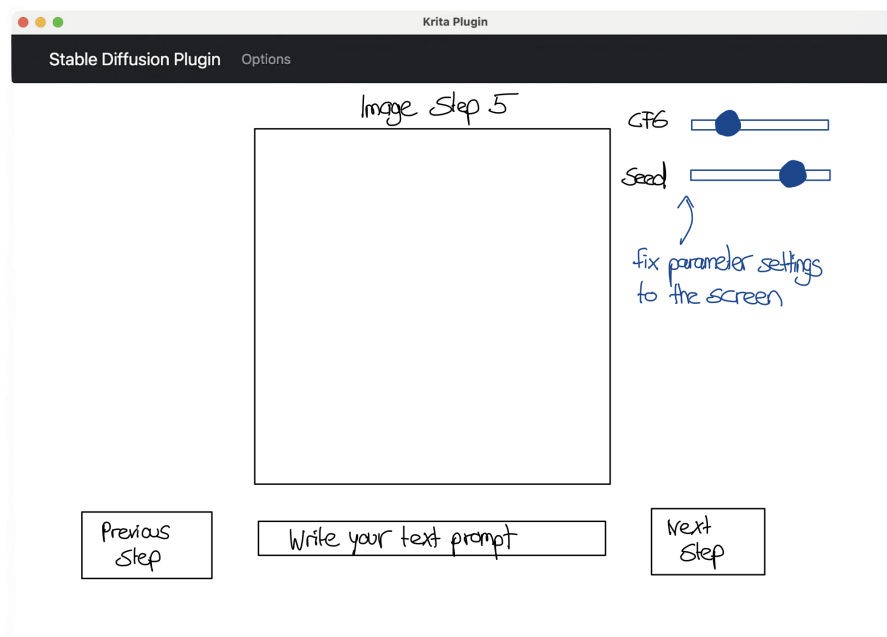 Krita Plugin
Stable Diffusion Plugin Options
Image Step 5
CFG
Seed
fix parameter settings
to the screen
Previous
Step
Write your text prompt
Next
Step